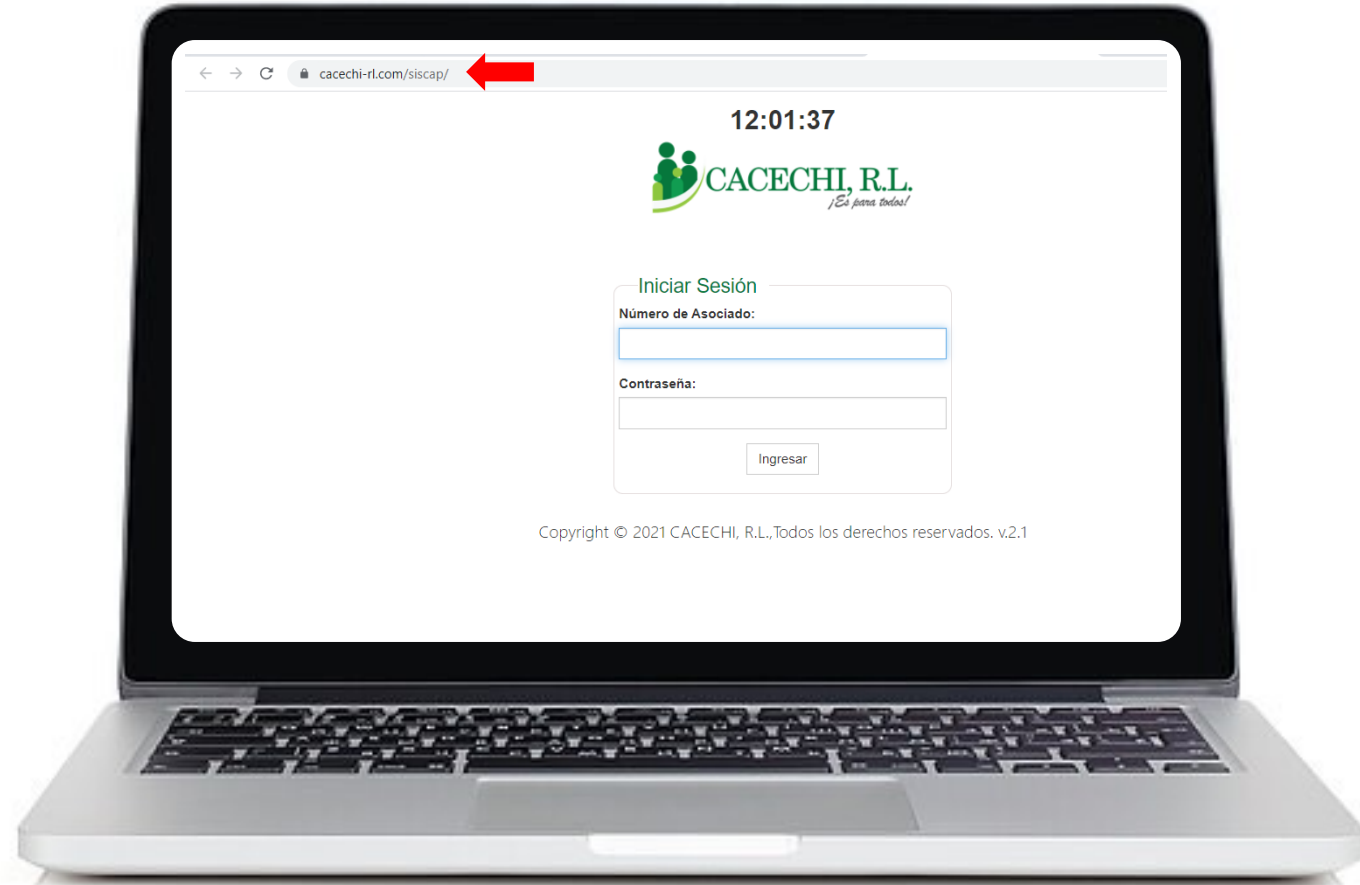 cacechi-rl.com/siscap/
12:01:37
CACECHI, R.L.
¡Es para todos!
Iniciar Sesión
Número de Asociado:
Contraseña:
Ingresar
Copyright © 2021 CACECHI, R.L.,Todos los derechos reservados. v.2.1